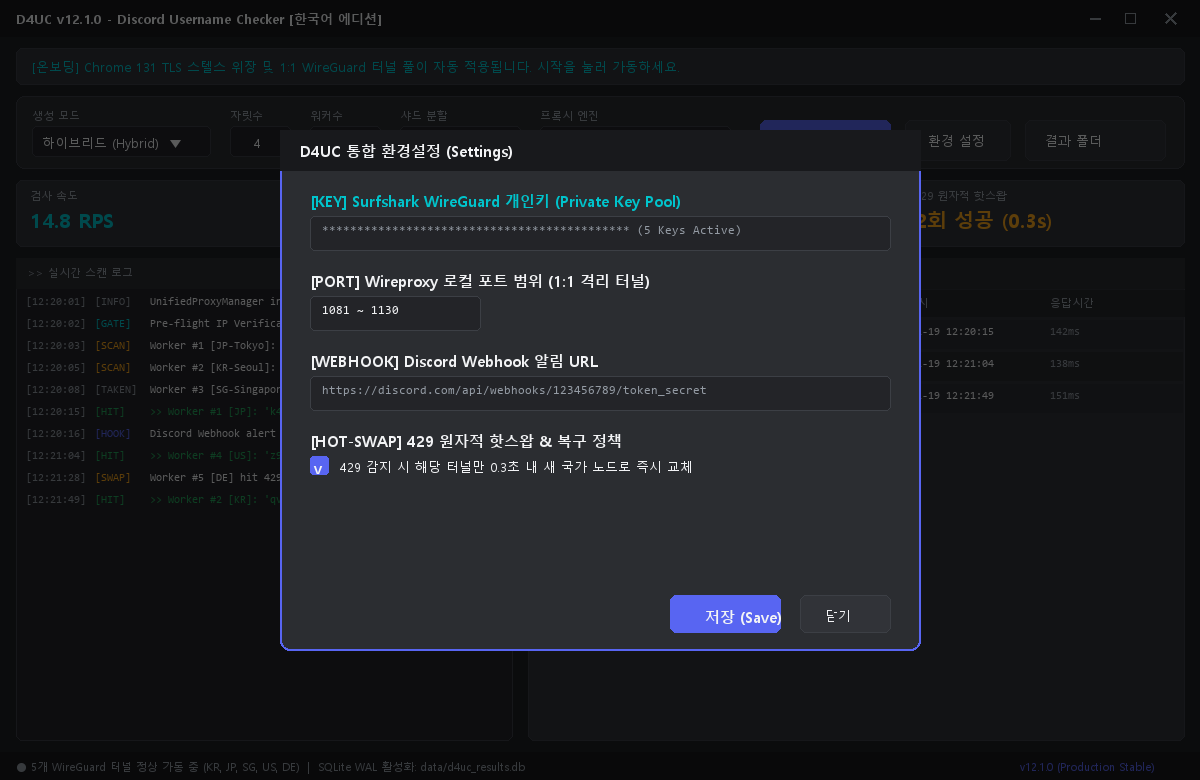 D4UC v12.1.0 - Discord Username Checker [한국어 에디션]
[온보딩] Chrome 131 TLS 스텔스 위장 및 1:1 WireGuard 터널 풀이 자동 적용됩니다. 시작을 눌러 가동하세요.
생성 모드 자릿수 워커수 샤드 분할 프록시 엔진
하이브리드 (Hybrid) ▼ 4 환경 설정 결과 폴더
D4UC 통합 환경설정 (Settings)
검사 속도
14.8 RPS
29 원자적 핫스왑
2회 성공 (0.3s)
[KEY] Surfshark WireGuard 개인키 (Private Key Pool)
******************************************** (5 Keys Active)
[PORT] Wireproxy 로컬 포트 범위 (1:1 격리 터널)
1081 ~ 1130
[WEBHOOK] Discord Webhook 알림 URL
https://discord.com/api/webhooks/123456789/token_secret
[HOT-SWAP] 429 원자적 핫스왑 & 복구 정책
v 429 감지 시 해당 터널만 0.3초 내 새 국가 노드로 즉시 교체
저장 (Save) 닫기
>> 실시간 스캔 로그
[12:20:01] [INFO] UnifiedProxyManager in
[12:20:02] [GATE] Pre-flight IP Verifica
[12:20:03] [SCAN] Worker #1 [JP-Tokyo]:
[12:20:05] [SCAN] Worker #2 [KR-Seoul]:
[12:20:08] [TAKEN] Worker #3 [SG-Singapor
[12:20:15] [HIT] >> Worker #1 [JP]: 'k4
[12:20:16] [HOOK] Discord Webhook alert
[12:21:04] [HIT] >> Worker #4 [US]: 'z9
[12:21:28] [SWAP] Worker #5 [DE] hit 429
[12:21:49] [HIT] >> Worker #2 [KR]: 'qv
시 응답시간
-19 12:20:15 142ms
-19 12:21:04 138ms
-19 12:21:49 151ms
● 5개 WireGuard 터널 정상 가동 중 (KR, JP, SG, US, DE) | SQLite WAL 활성화: data/d4uc_results.db
v12.1.0 (Production Stable)